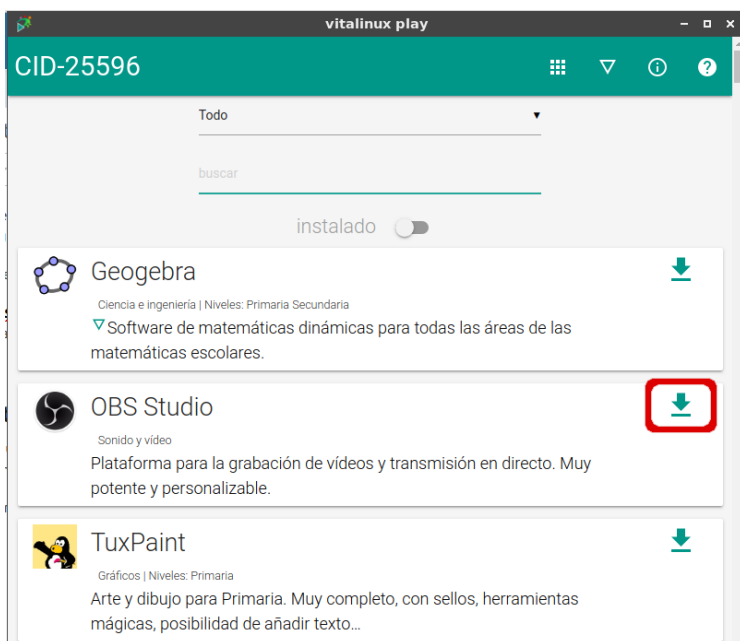 vitalinux play
CID-25596
Todo
buscar
instalado
Geogebra
Ciencia e ingeniería | Niveles: Primaria Secundaria
Software de matemáticas dinámicas para todas las áreas de las
matemáticas escolares.
OBS Studio
Sonido y vídeo
Plataforma para la grabación de vídeos y transmisión en directo. Muy
potente y personalizable.
TuxPaint
Gráficos | Niveles: Primaria
Arte y dibujo para Primaria. Muy completo, con sellos, herramientas
mágicas, posibilidad de añadir texto...